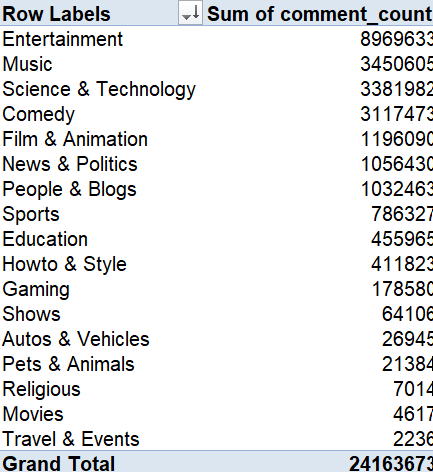 Row Labels Sum of comment_count
Entertainment 8969633
Music 3450605
Science & Technology 3381982
Comedy 3117473
Film & Animation 1196090
News & Politics 1056430
People & Blogs 1032463
Sports 786327
Education 455965
Howto & Style 411823
Gaming 178580
Shows 64106
Autos & Vehicles 26945
Pets & Animals 21384
Religious 7014
Movies 4617
Travel & Events 2236
Grand Total 24163673